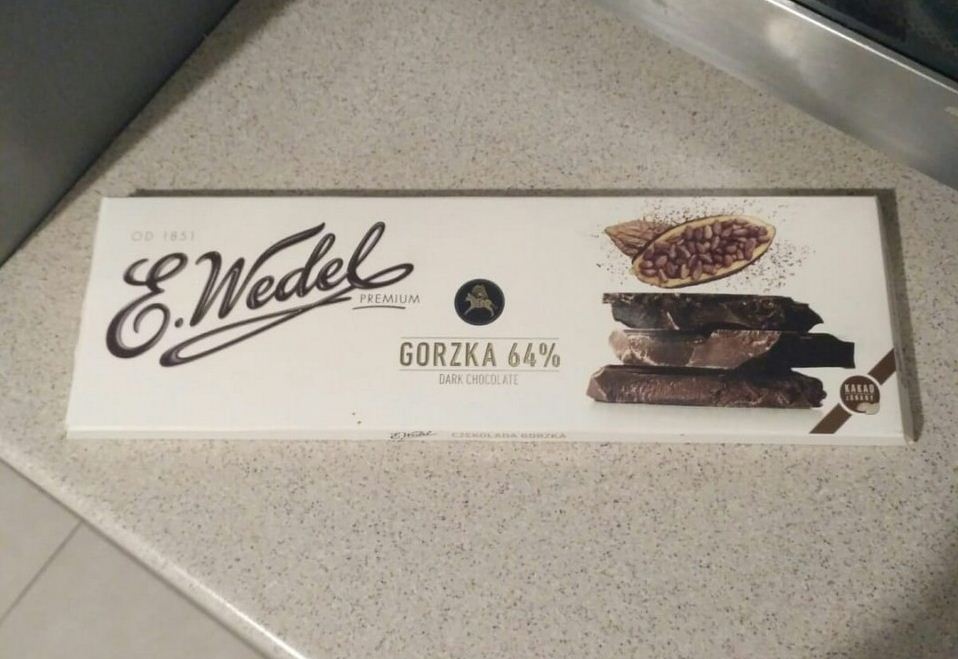 OD 1851
E. Wedel
PREMIUM
GORZKA 64%
DARK CHOCOLATE
KAKAO
E. Wedel CZEKOLADA GORZKA